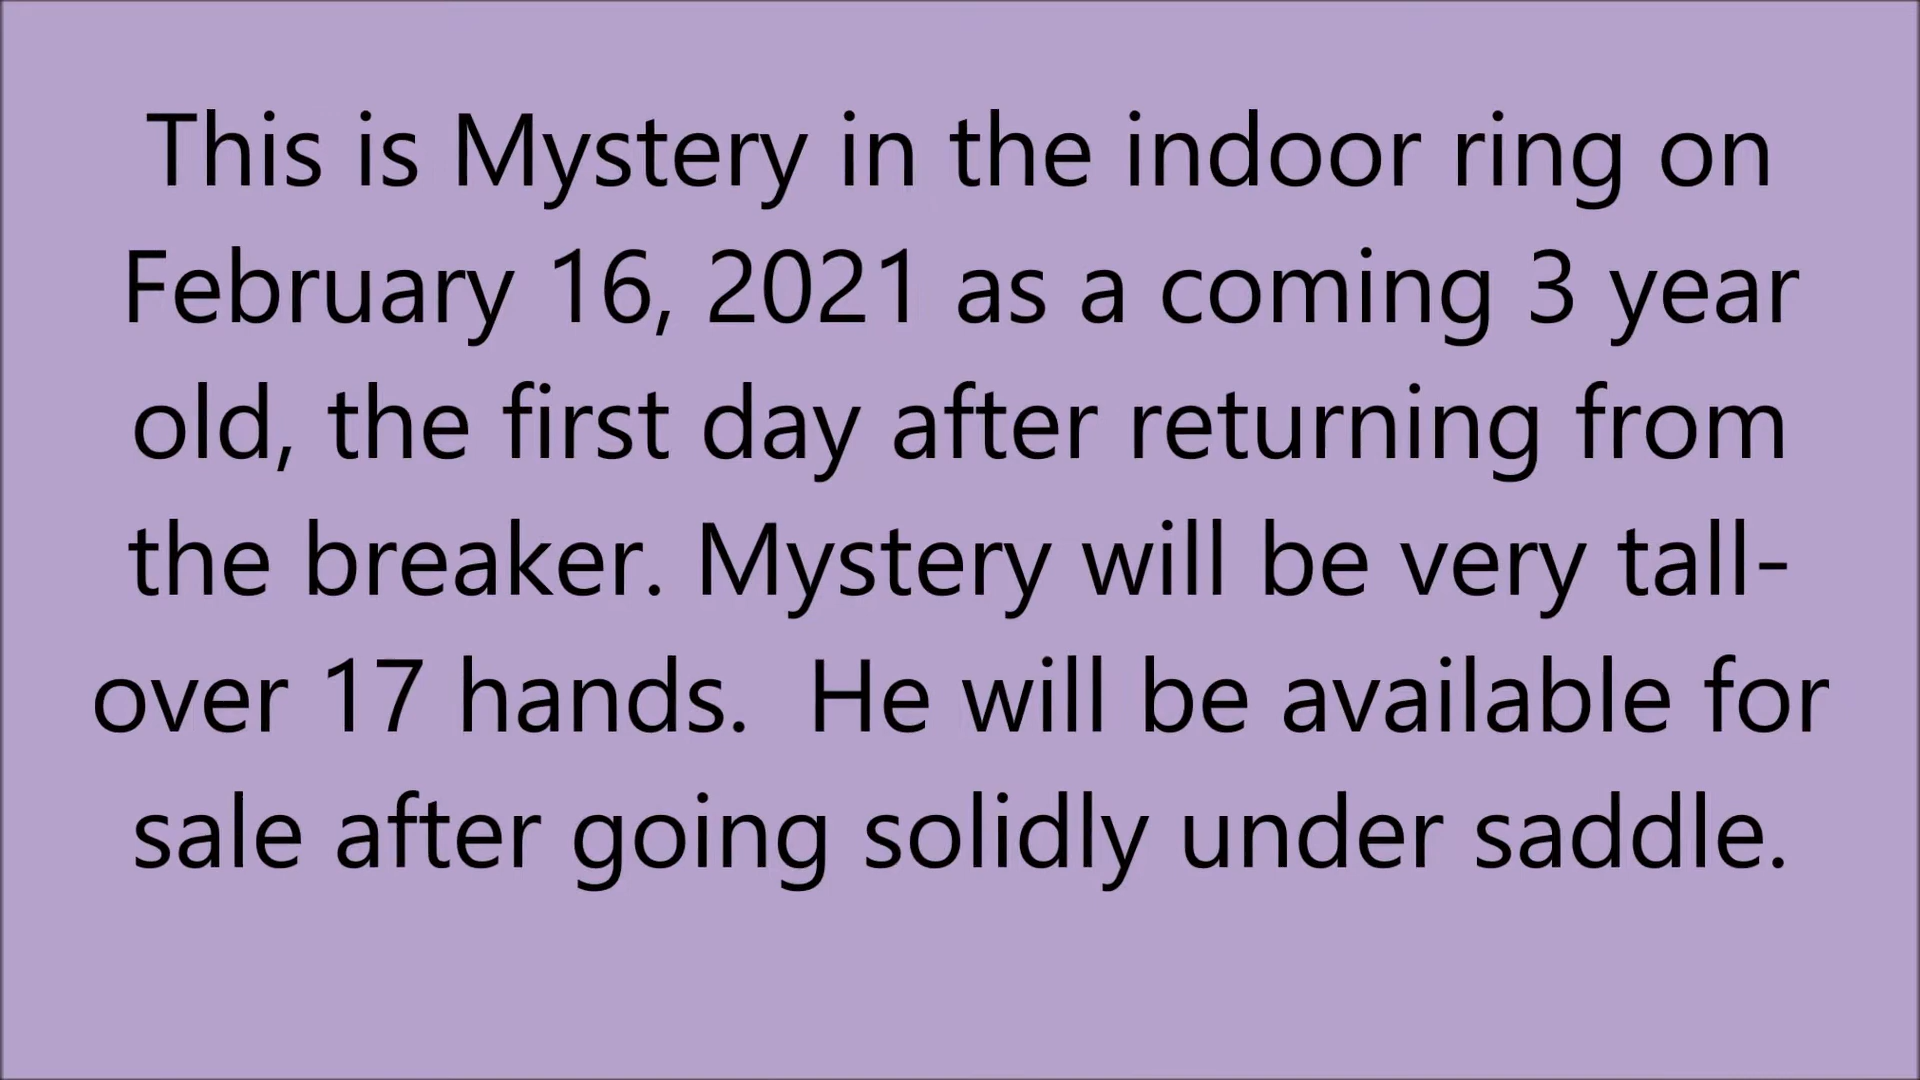 This is Mystery in the indoor ring on
February 16, 2021 as a coming 3 year
old, the first day after returning from
the breaker. Mystery will be very tall-
over 17 hands.  He will be available for
sale after going solidly under saddle.